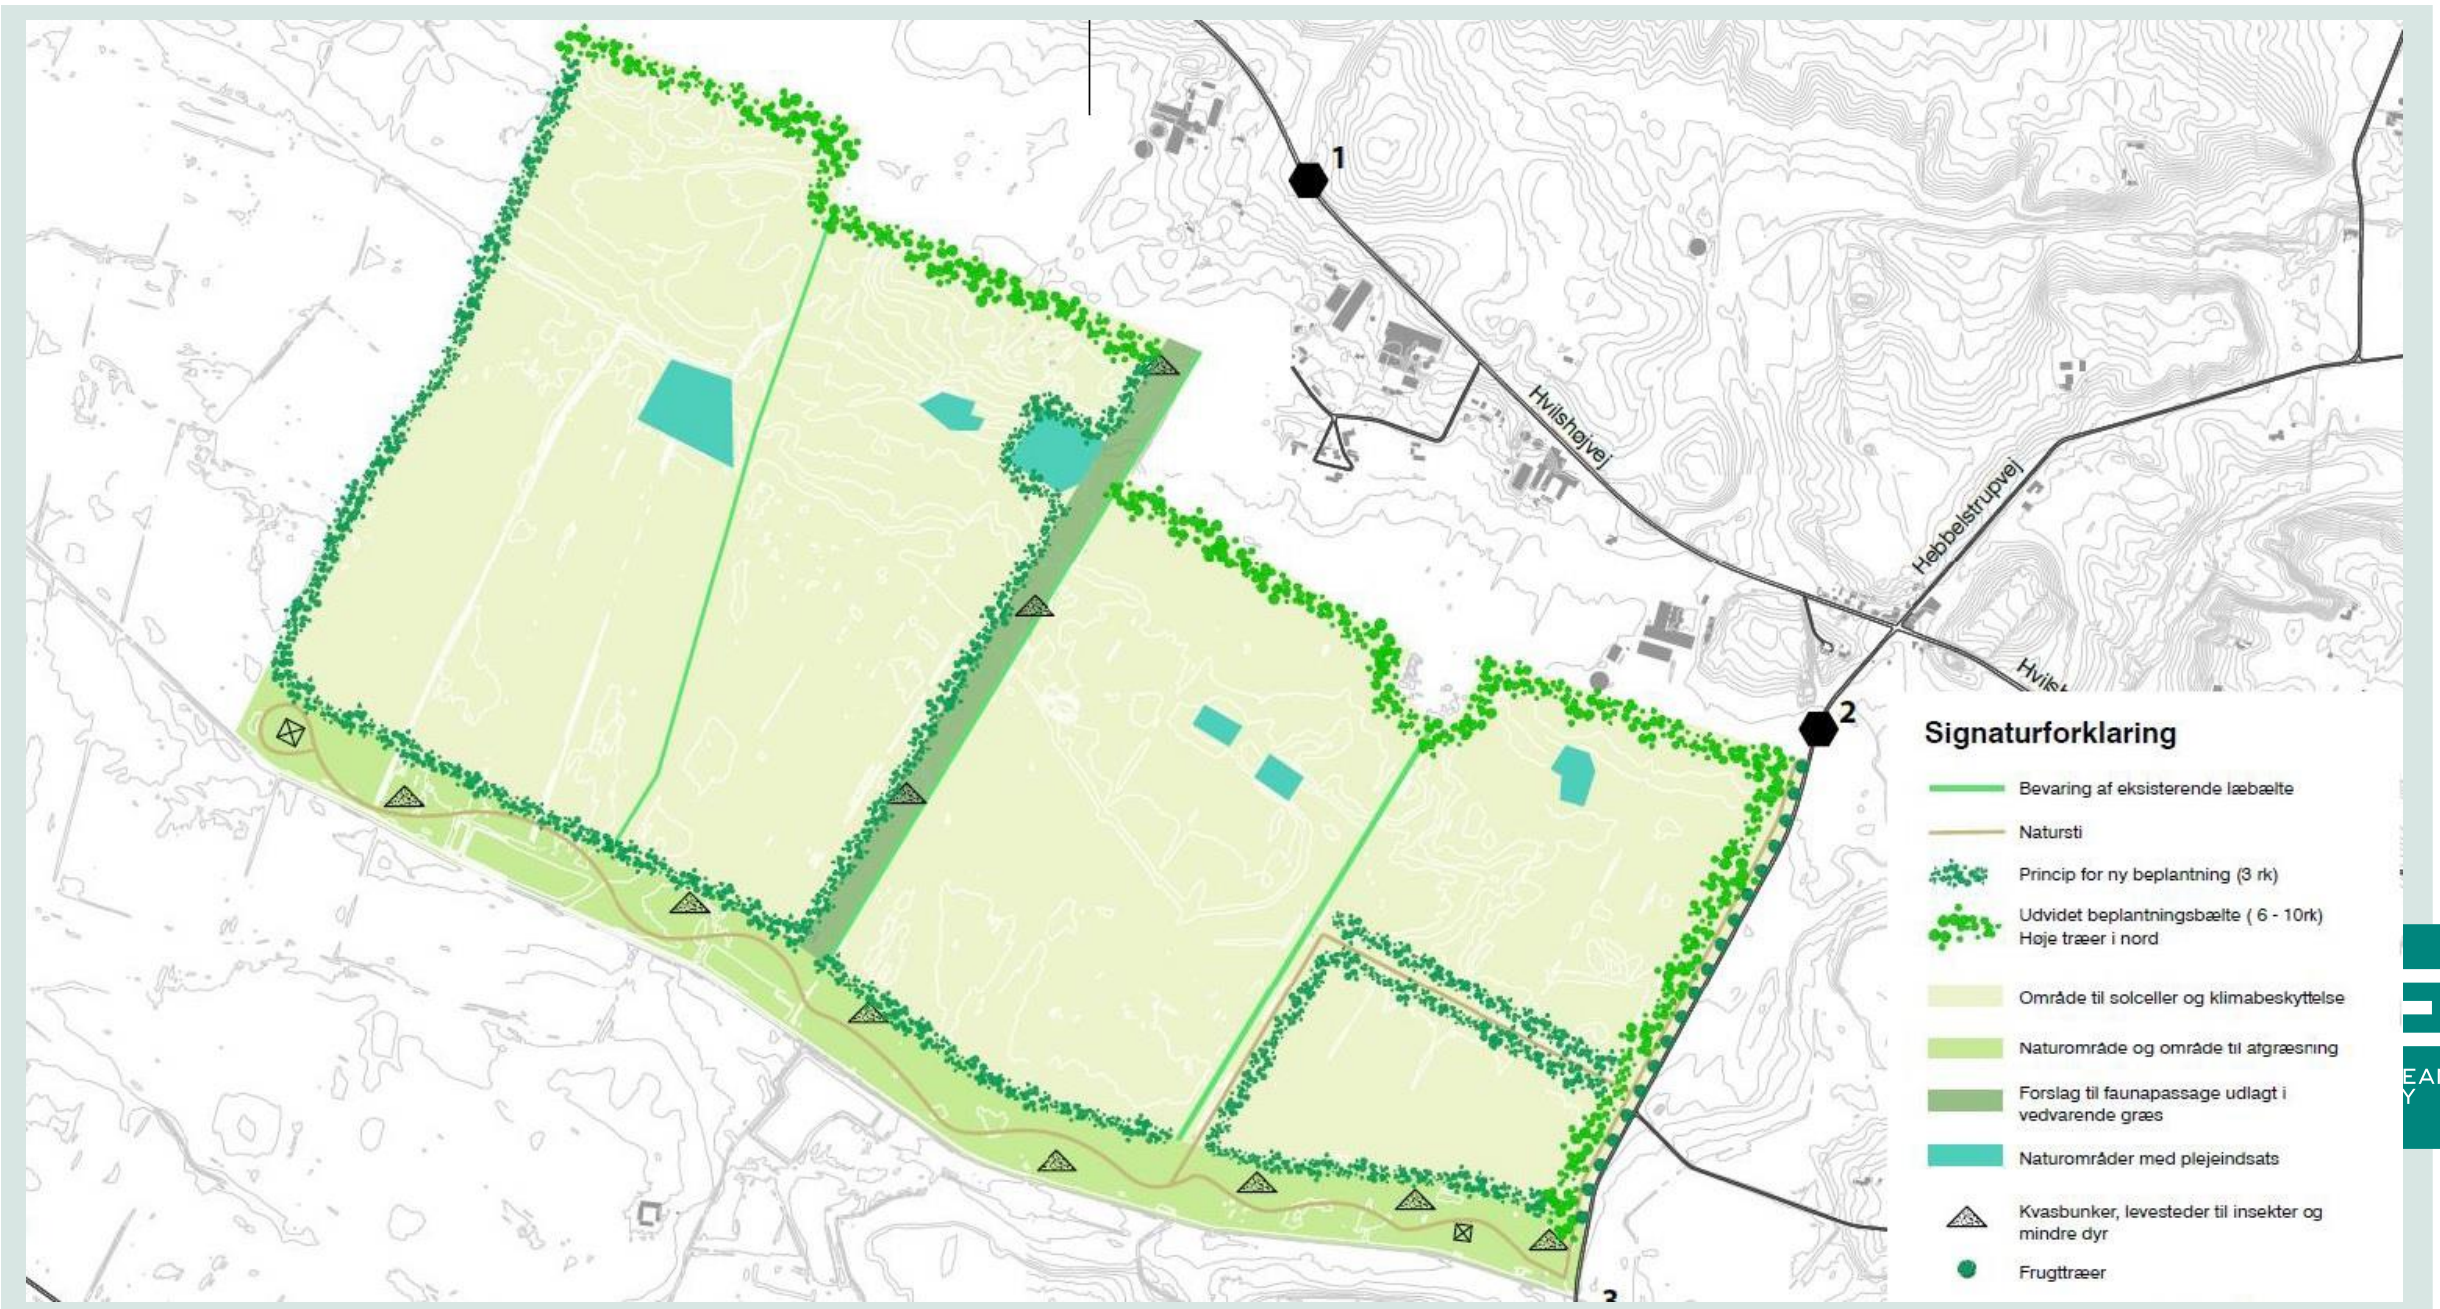 1
Hvilshøjvej
Hebbelstrupvej
Hvilsh
2
3
Signaturforklaring
Bevaring af eksisterende læbælte
Natursti
Princip for ny beplantning (3 rk)
Udvidet beplantningsbælte ( 6 - 10rk)
Høje træer i nord
Område til solceller og klimabeskyttelse
Naturområde og område til afgræsning
Forslag til faunapassage udlagt i
vedvarende græs
Naturområder med plejeindsats
Kvasbunker, levesteder til insekter og
mindre dyr
Frugttræer
EA
Y